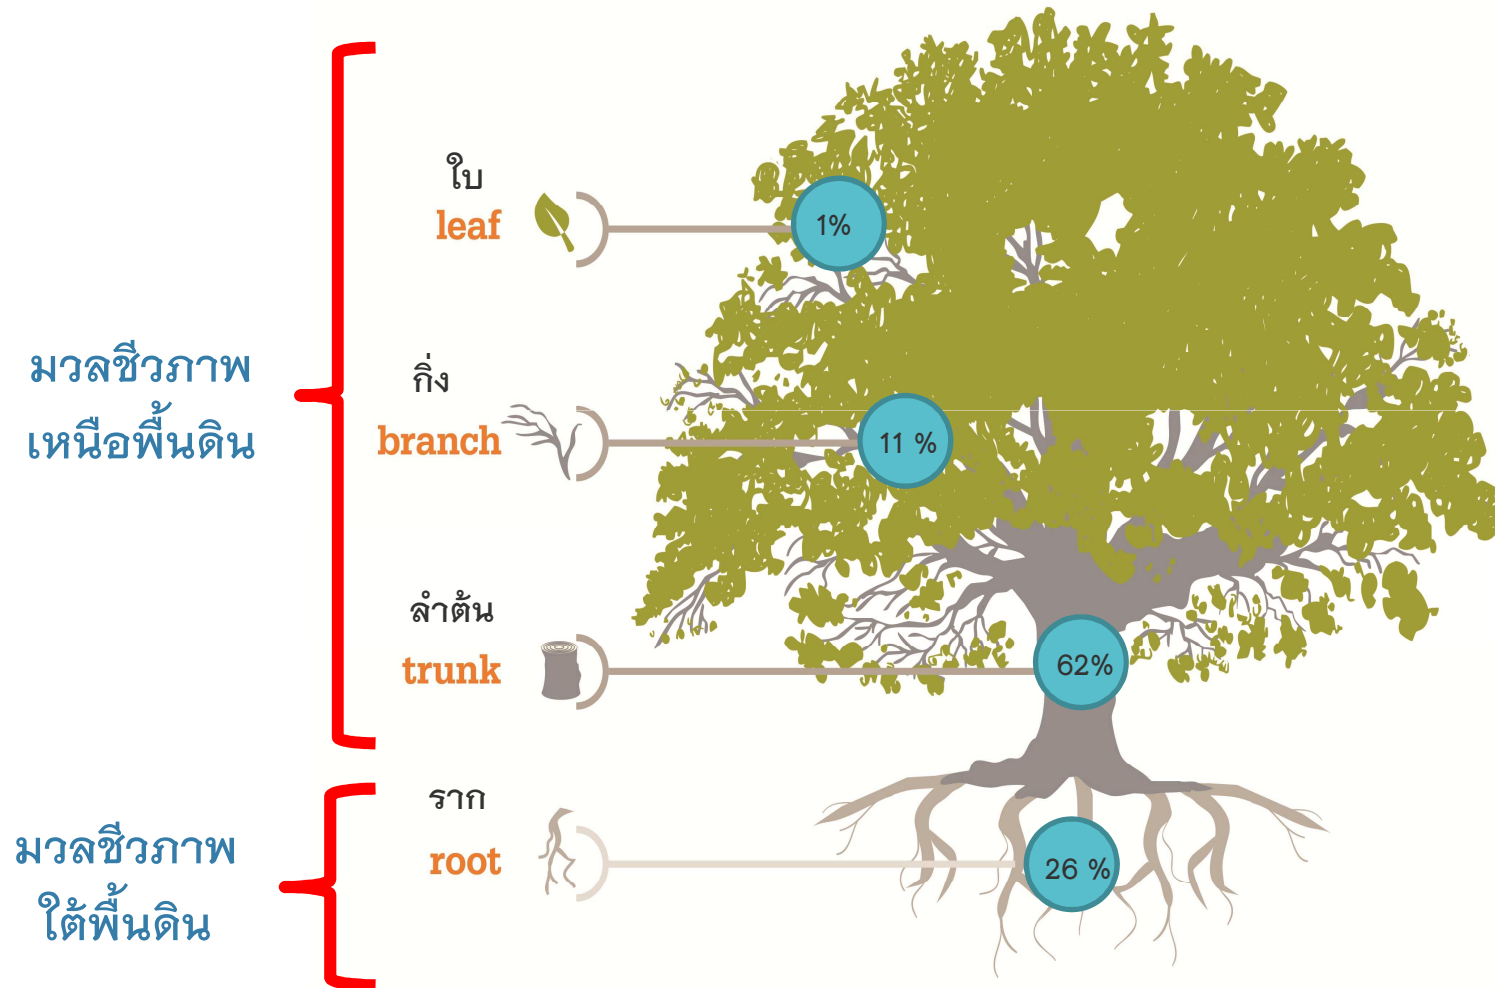 ใบ
leaf
1%
มวลชีวภาพ
เหนือพื้นดิน
กิ่ง
branch
11 %
ลำต้น
trunk
62%
ราก
root
26 %
มวลชีวภาพ
ใต้พื้นดิน